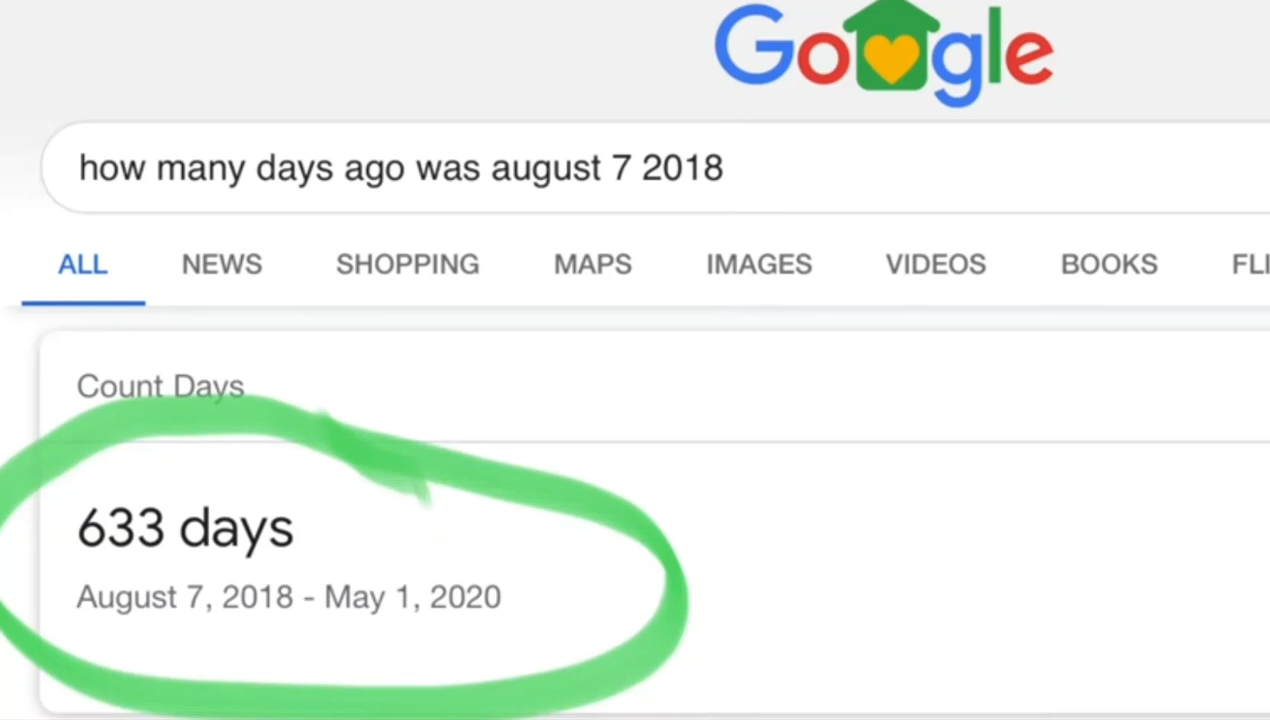 Google
how many days ago was august 7 2018
ALL NEWS SHOPPING MAPS IMAGES VIDEOS BOOKS FLI
Count Days
633 days
August 7, 2018 - May 1, 2020